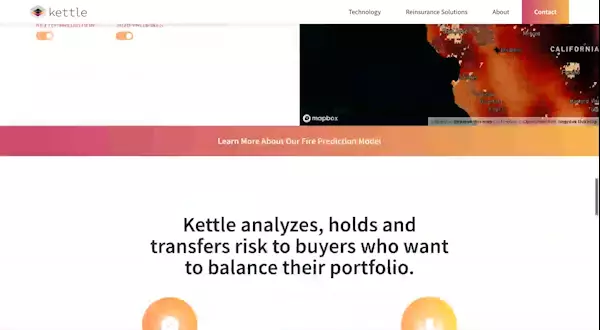 kettle
Technology
Reinsurance Solutions
About
Contact
CALIFORNIA
mapbox
Learn More About Our Fire Prediction Model
Kettle analyzes, holds and
transfers risk to buyers who want
to balance their portfolio.